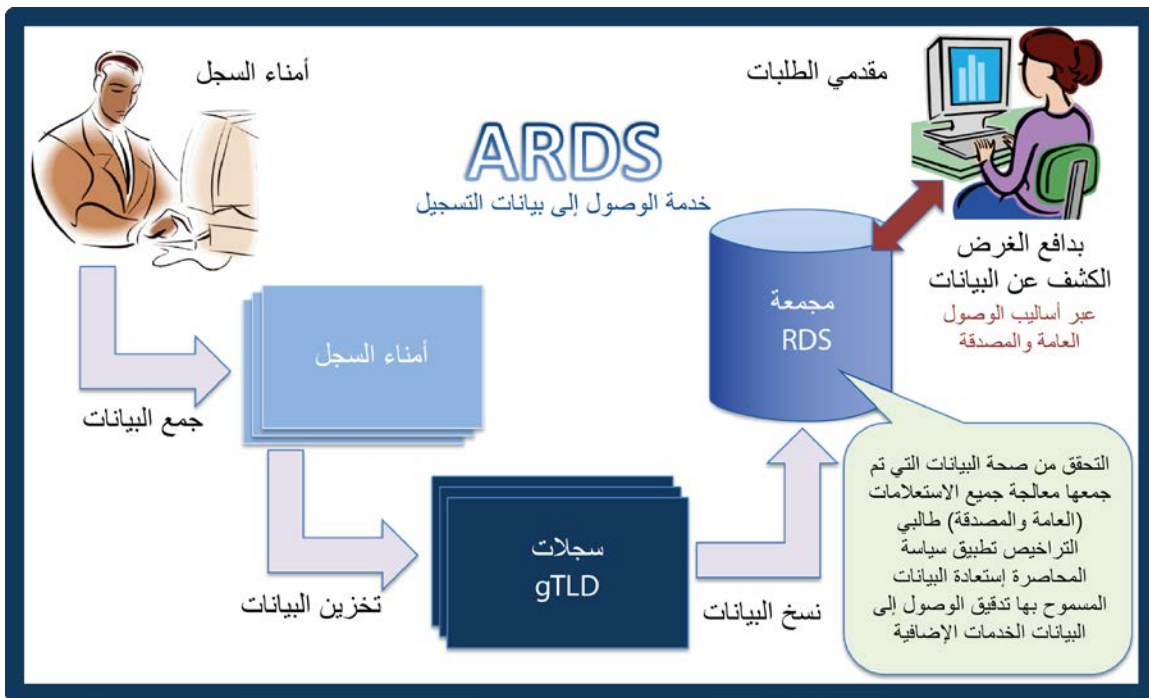 أمناء السجل
مقدمي الطلبات
ARDS
خدمة الوصول إلى بيانات التسجيل
بدافع الغرض
الكشف عن البيانات
عبر أساليب الوصول
العامة والمصدقة
مجمعة
RDS
أمناء السجل
جمع البيانات
سجلات
gTLD
تخزين البيانات
نسخ البيانات
التحقق من صحة البيانات التي تم
جمعها معالجة جميع الاستعلامات
(العامة والمصدقة) طالبي
التراخيص تطبيق سياسة
المحاصرة إستعادة البيانات
المسموح بها تدقيق الوصول إلى
البيانات الخدمات الإضافية